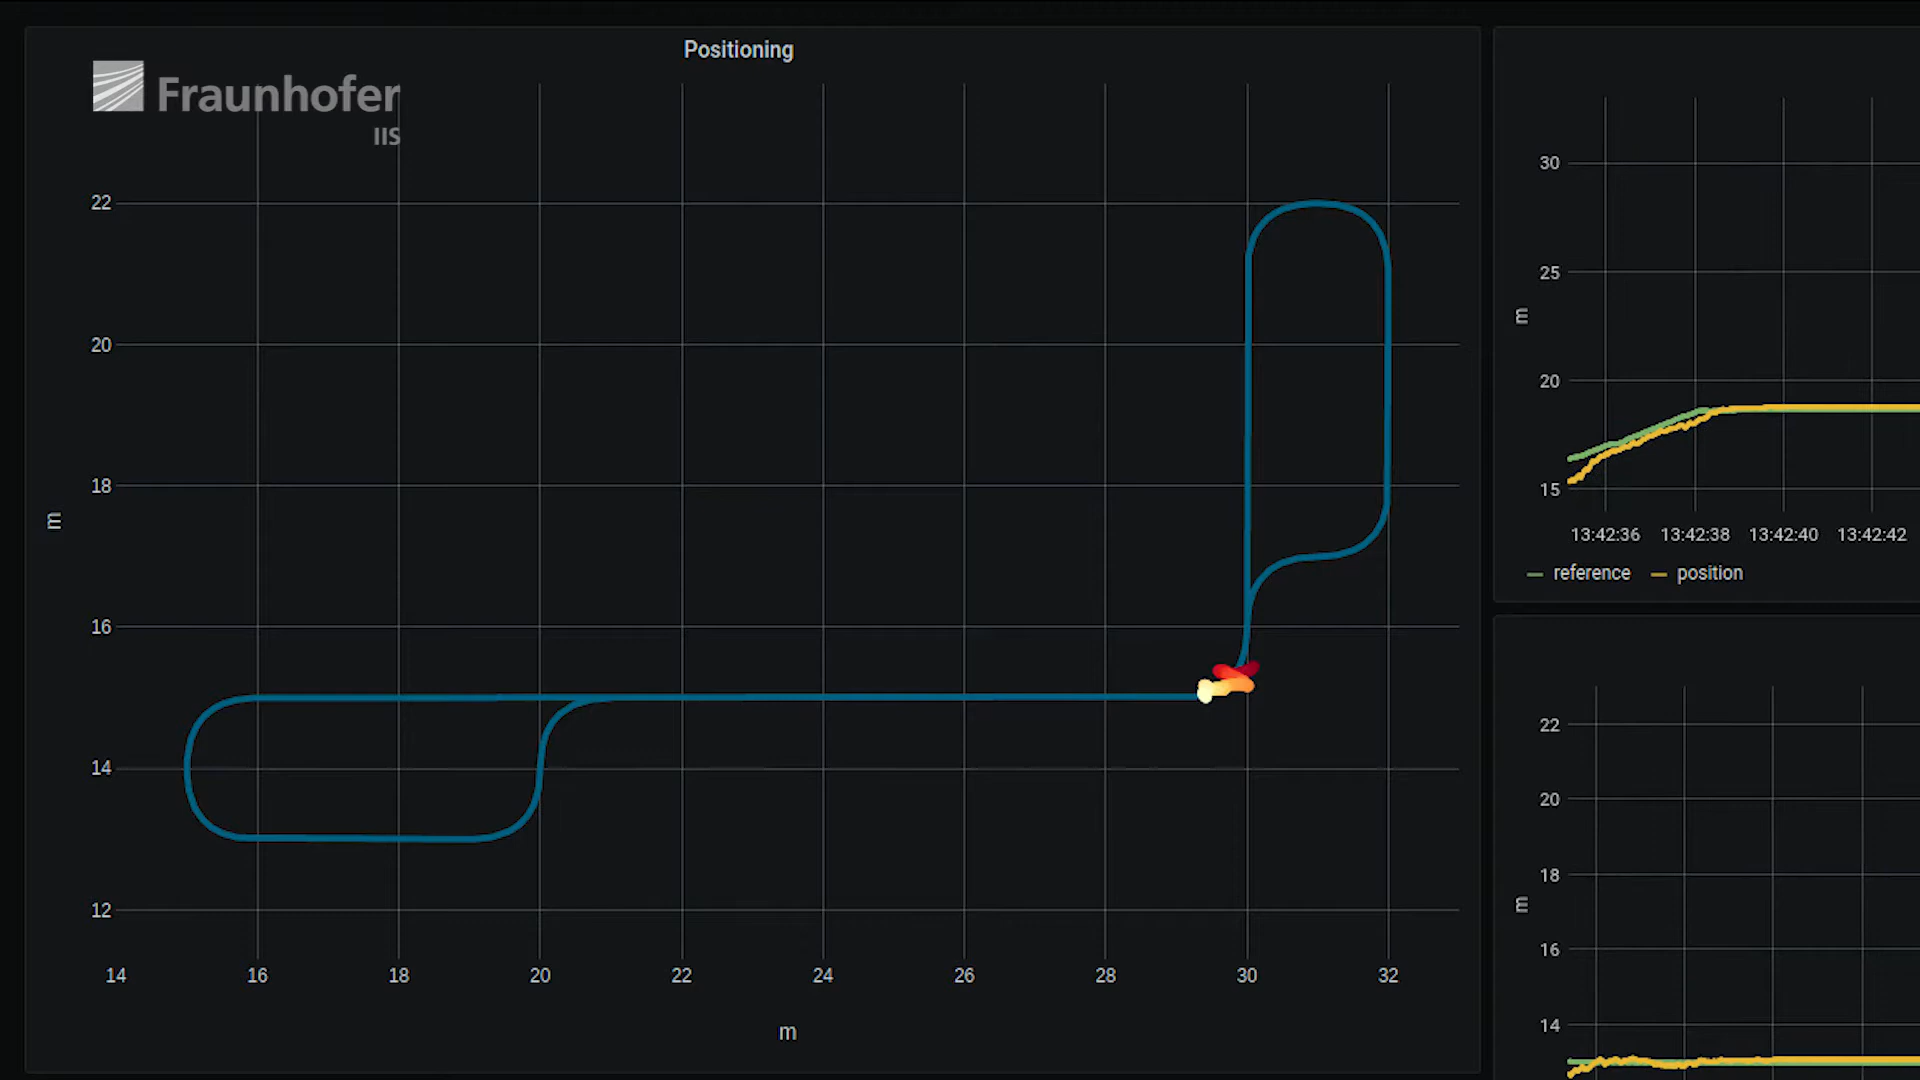 Positioning
Fraunhofer
IIS
22
20
18
16
14
12
m
14 16 18 20 22 24 26 28 30 32
m
30
25
20
15
m
13:42:36 13:42:38 13:42:40 13:42:42
reference position
22
20
18
16
14
m